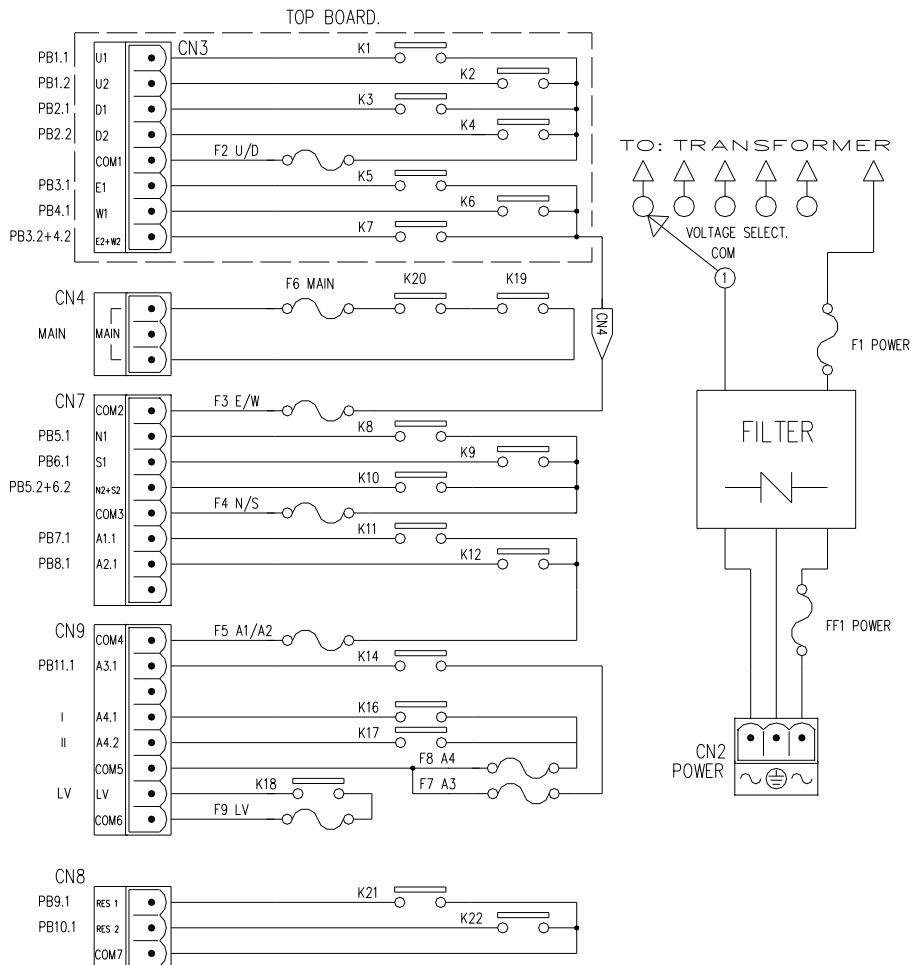 TOP BOARD.
CN3
PB1.1 U1 K1
PB1.2 U2 K2
PB2.1 D1 K3
PB2.2 D2 K4
COM1 F2 U/D
PB3.1 E1 K5
PB4.1 W1 K6
PB3.2+4.2 E2+W2 K7
TO: TRANSFORMER
VOLTAGE SELECT.
COM
1
F1 POWER
FILTER
FF1 POWER
CN2
POWER
CN4
MAIN MAIN F6 MAIN K20 K19
CN4
CN7
COM2 F3 E/W
PB5.1 N1 K8
PB6.1 S1 K9
PB5.2+6.2 N2+S2 K10
COM3 F4 N/S
PB7.1 A1.1 K11
PB8.1 A2.1 K12
CN9
COM4 F5 A1/A2
PB11.1 A3.1 K14
I A4.1 K16
II A4.2 K17
COM5 F8 A4
F7 A3
LV LV K18
COM6 F9 LV
CN8
PB9.1 RES 1 K21
PB10.1 RES 2 K22
COM7